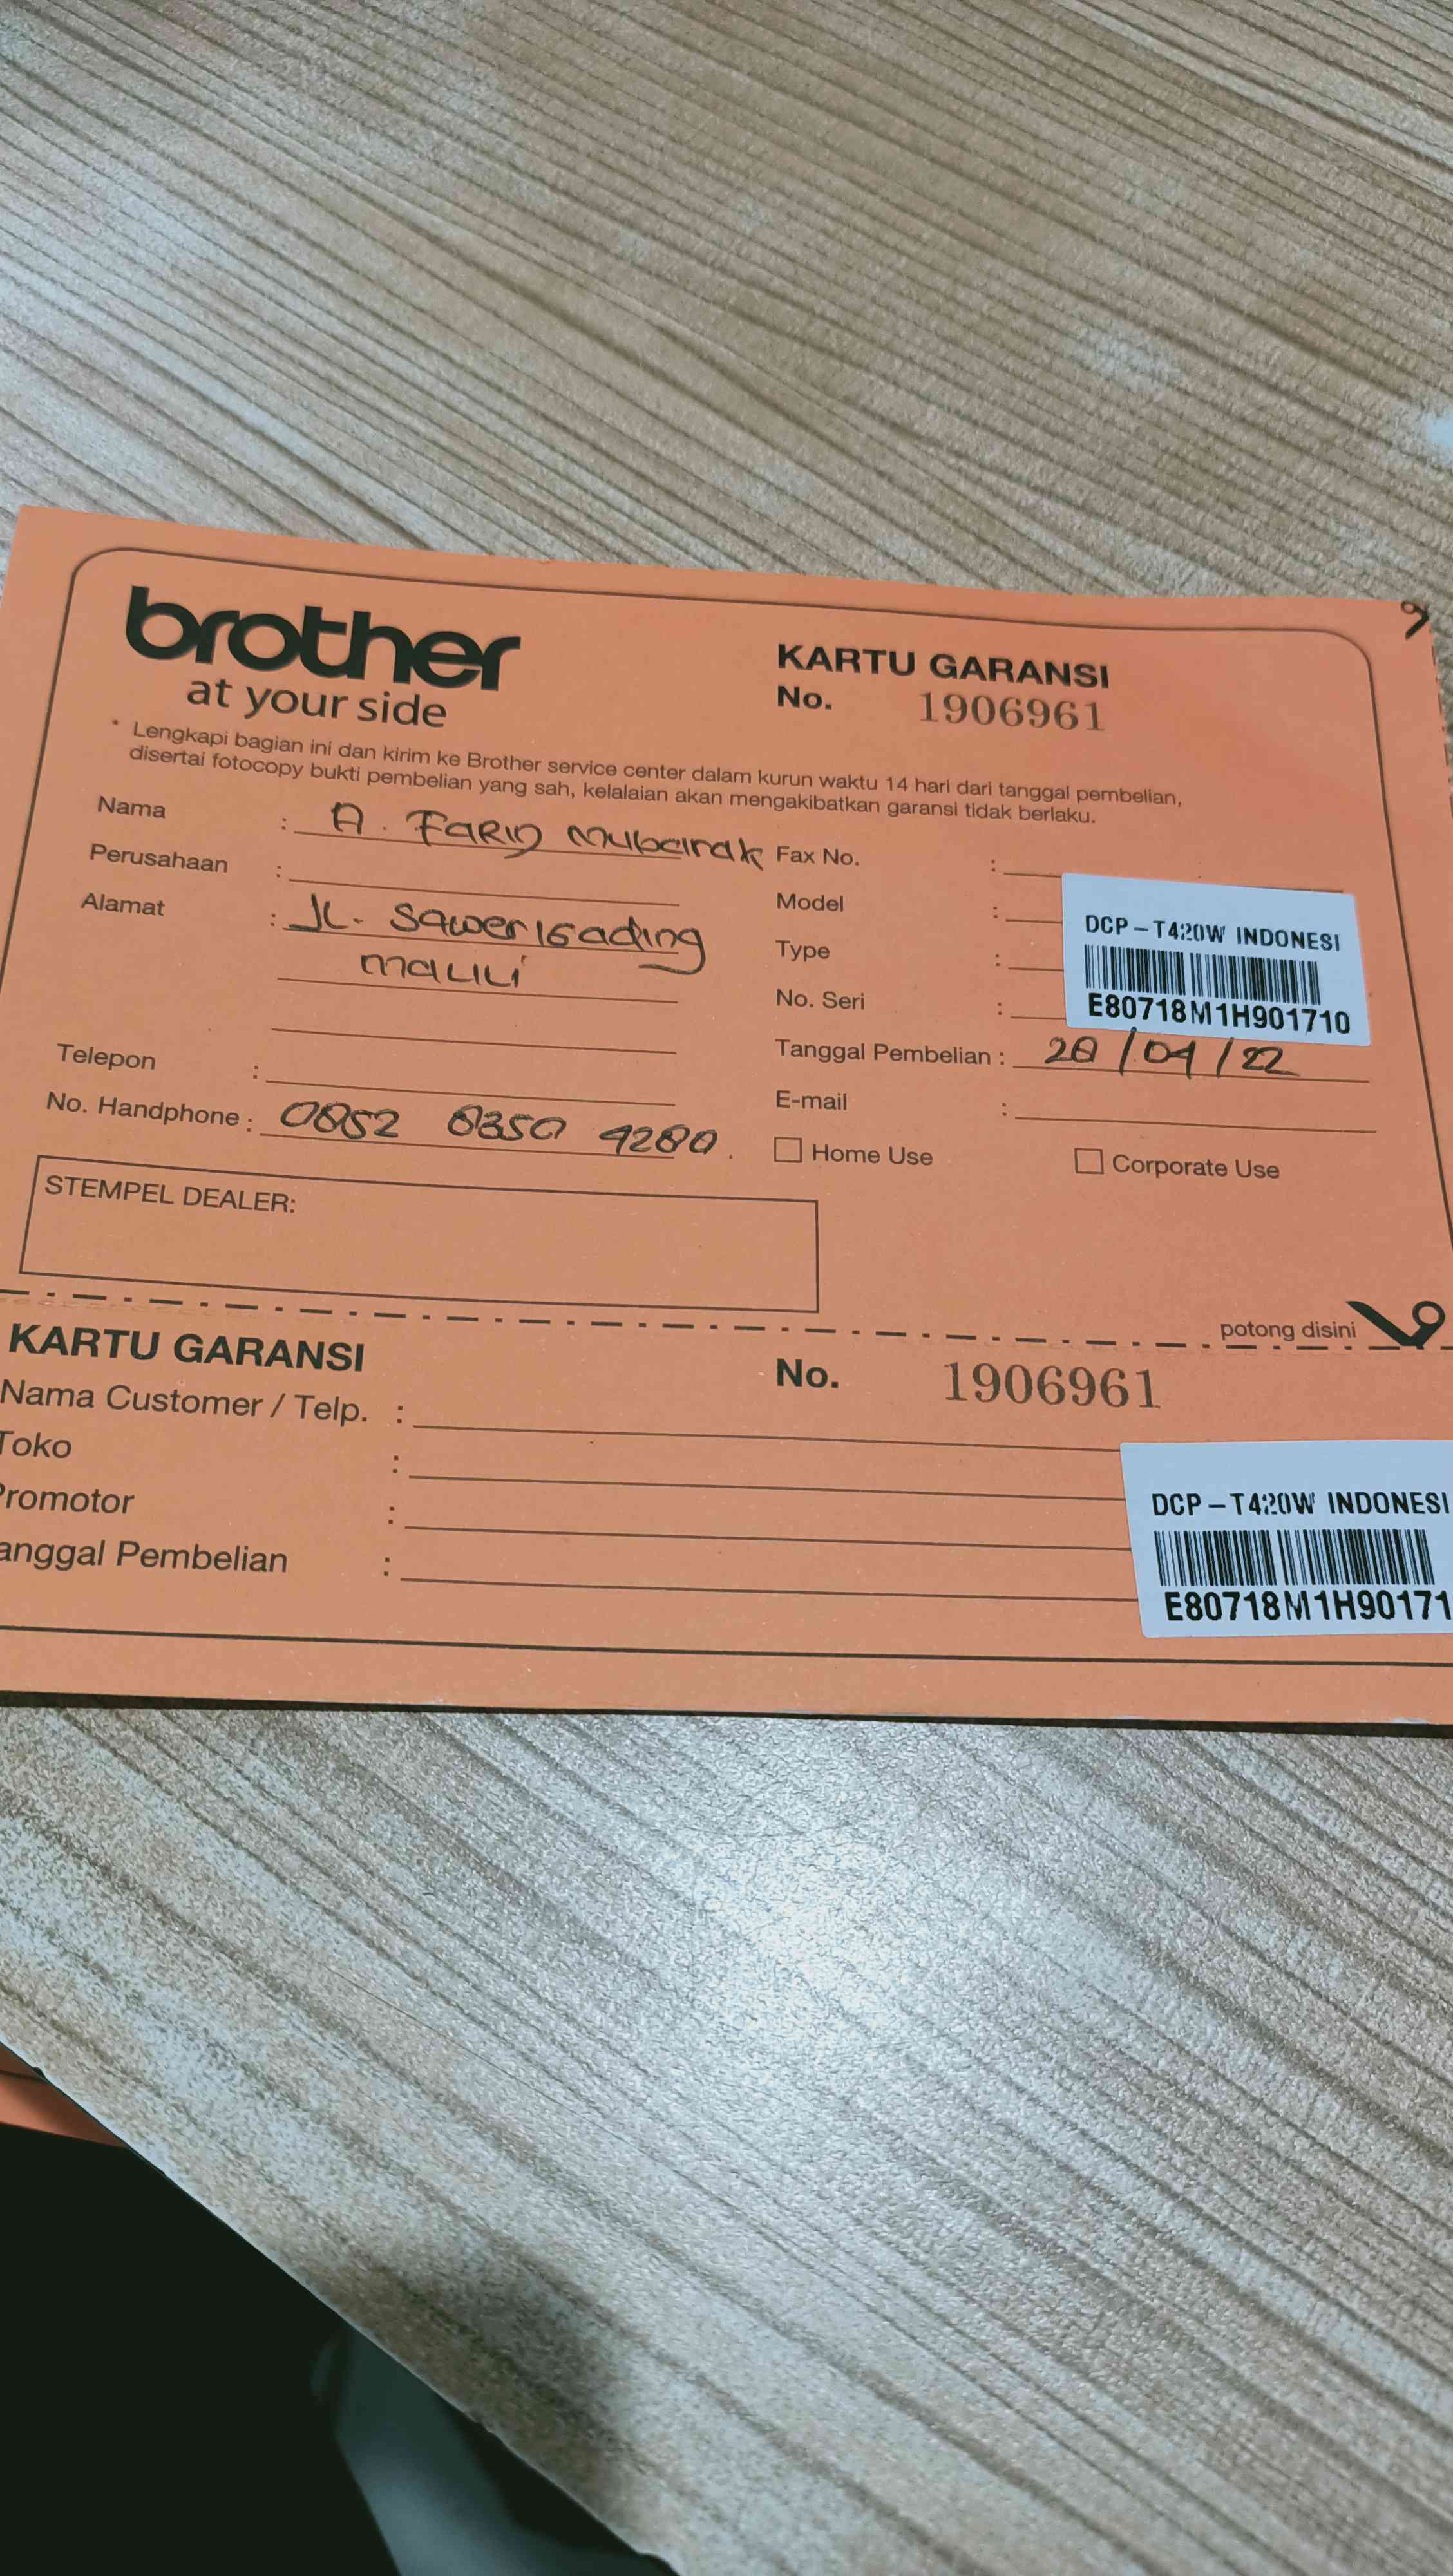 brother
at your side
KARTU GARANSI
No. 1906961
* Lengkapi bagian ini dan kirim ke Brother service center dalam kurun waktu 14 hari dari tanggal pembelian,
disertai fotocopy bukti pembelian yang sah, kelalaian akan mengakibatkan garansi tidak berlaku.
Nama : A. FARID Mubarak
Perusahaan :
Alamat : JL. Sawerigading
malili
Telepon :
No. Handphone : 0852 8350 4280.
Fax No. :
Model :
Type :
No. Seri :
DCP-T420W INDONESI
E80718M1H901710
Tanggal Pembelian : 28/04/22
E-mail :
Home Use
Corporate Use
STEMPEL DEALER:
potong disini
KARTU GARANSI
No. 1906961
Nama Customer / Telp. :
Toko :
Promotor :
anggal Pembelian :
DCP-T420W INDONESI
E80718M1H90171